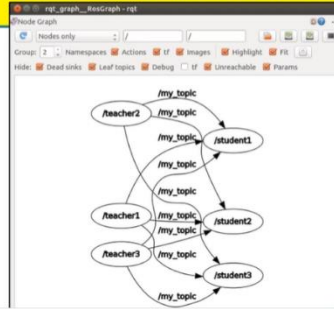 rqt_graph__RosGraph - rqt
Node Graph
Nodes only / /
Group: 2 Namespaces Actions tf Images Highlight Fit
Hide: Dead sinks Leaf topics Debug tf Unreachable Params
/my_topic
/teacher2
/my_topic
/student1
/my_topic
/my_topic
/teacher1 /my_topic /student2
/my_topic
/teacher3 /my_topic
/student3
/my_topic